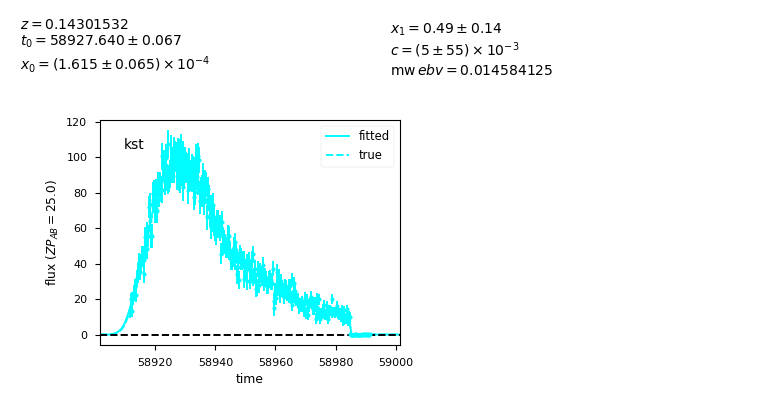 z = 0.14301532
t₀ = 58927.640 ± 0.067
x₀ = (1.615 ± 0.065) × 10⁻⁴
x₁ = 0.49 ± 0.14
c = (5 ± 55) × 10⁻³
mwebv = 0.014584125
kst
fitted
true
flux (ZP_AB = 25.0)
120
100
80
60
40
20
0
58920 58940 58960 58980 59000
time